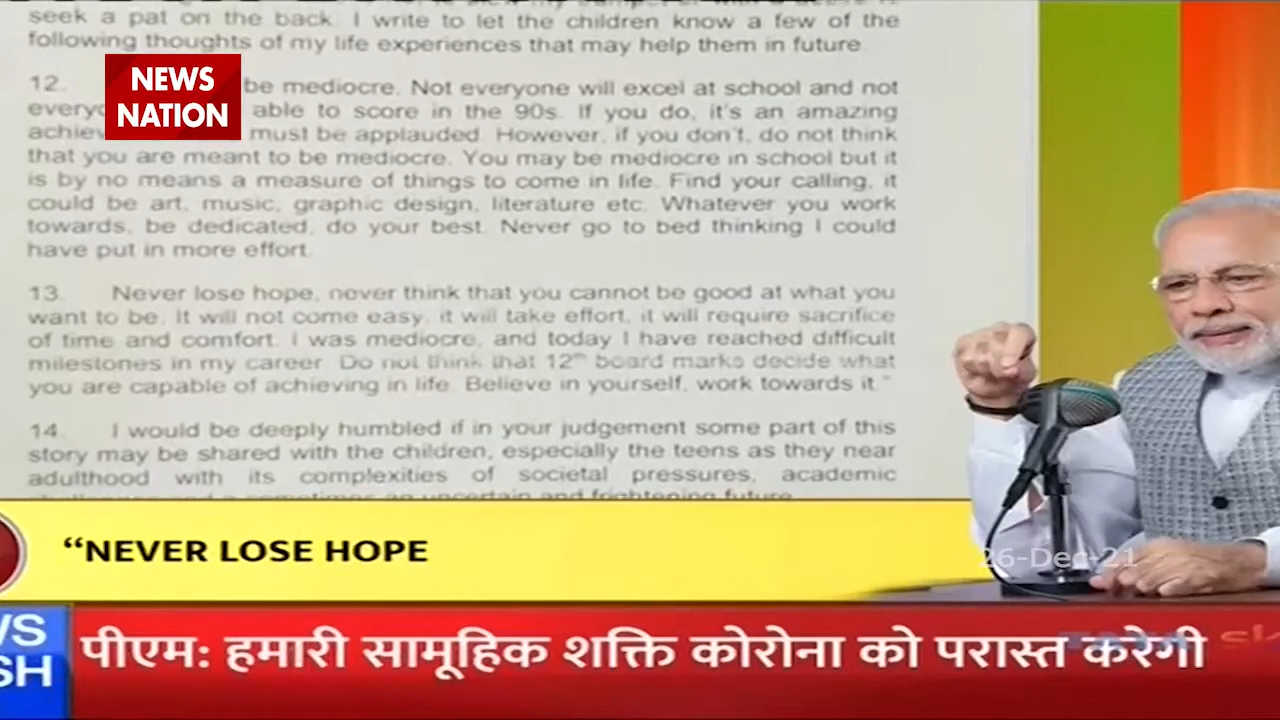 seek a pat on the back. I write to let the children know a few of the
following thoughts of my life experiences that may help them in future.
NEWS
NATION
12. be mediocre. Not everyone will excel at school and not
able to score in the 90s. If you do, it's an amazing
must be applauded. However, if you don't, do not think
that you are meant to be mediocre. You may be mediocre in school but it
is by no means a measure of things to come in life. Find your calling, it
could be art, music, graphic design, literature etc. Whatever you work
towards, be dedicated, do your best. Never go to bed thinking I could
have put in more effort.
13. Never lose hope, never think that you cannot be good at what you
want to be. It will not come easy, it will take effort, it will require sacrifice
of time and comfort. I was mediocre, and today I have reached difficult
milestones in my career. Do not think that 12th board marks decide what
you are capable of achieving in life. Believe in yourself, work towards it."
14. I would be deeply humbled if in your judgement some part of this
story may be shared with the children, especially the teens as they near
adulthood with its complexities of societal pressures, academic
and a sometimes an uncertain and frightening future.
“NEVER LOSE HOPE
26-Dec-21
पीएम: हमारी सामूहिक शक्ति कोरोना को परास्त करेगी